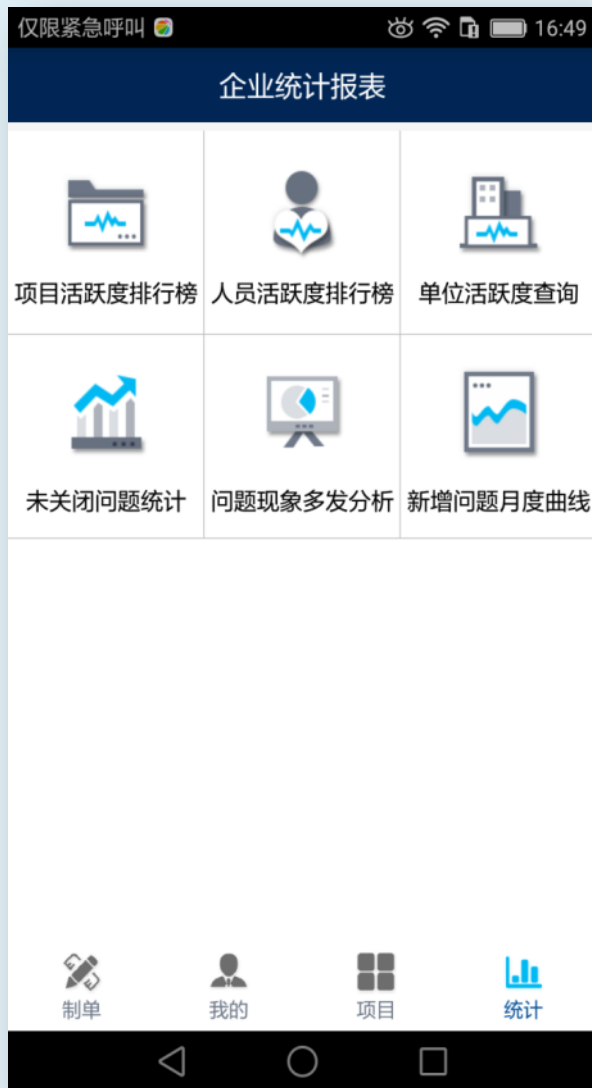 仅限紧急呼叫 16:49
企业统计报表
项目活跃度排行榜 人员活跃度排行榜 单位活跃度查询
未关闭问题统计 问题现象多发分析 新增问题月度曲线
制单 我的 项目 统计